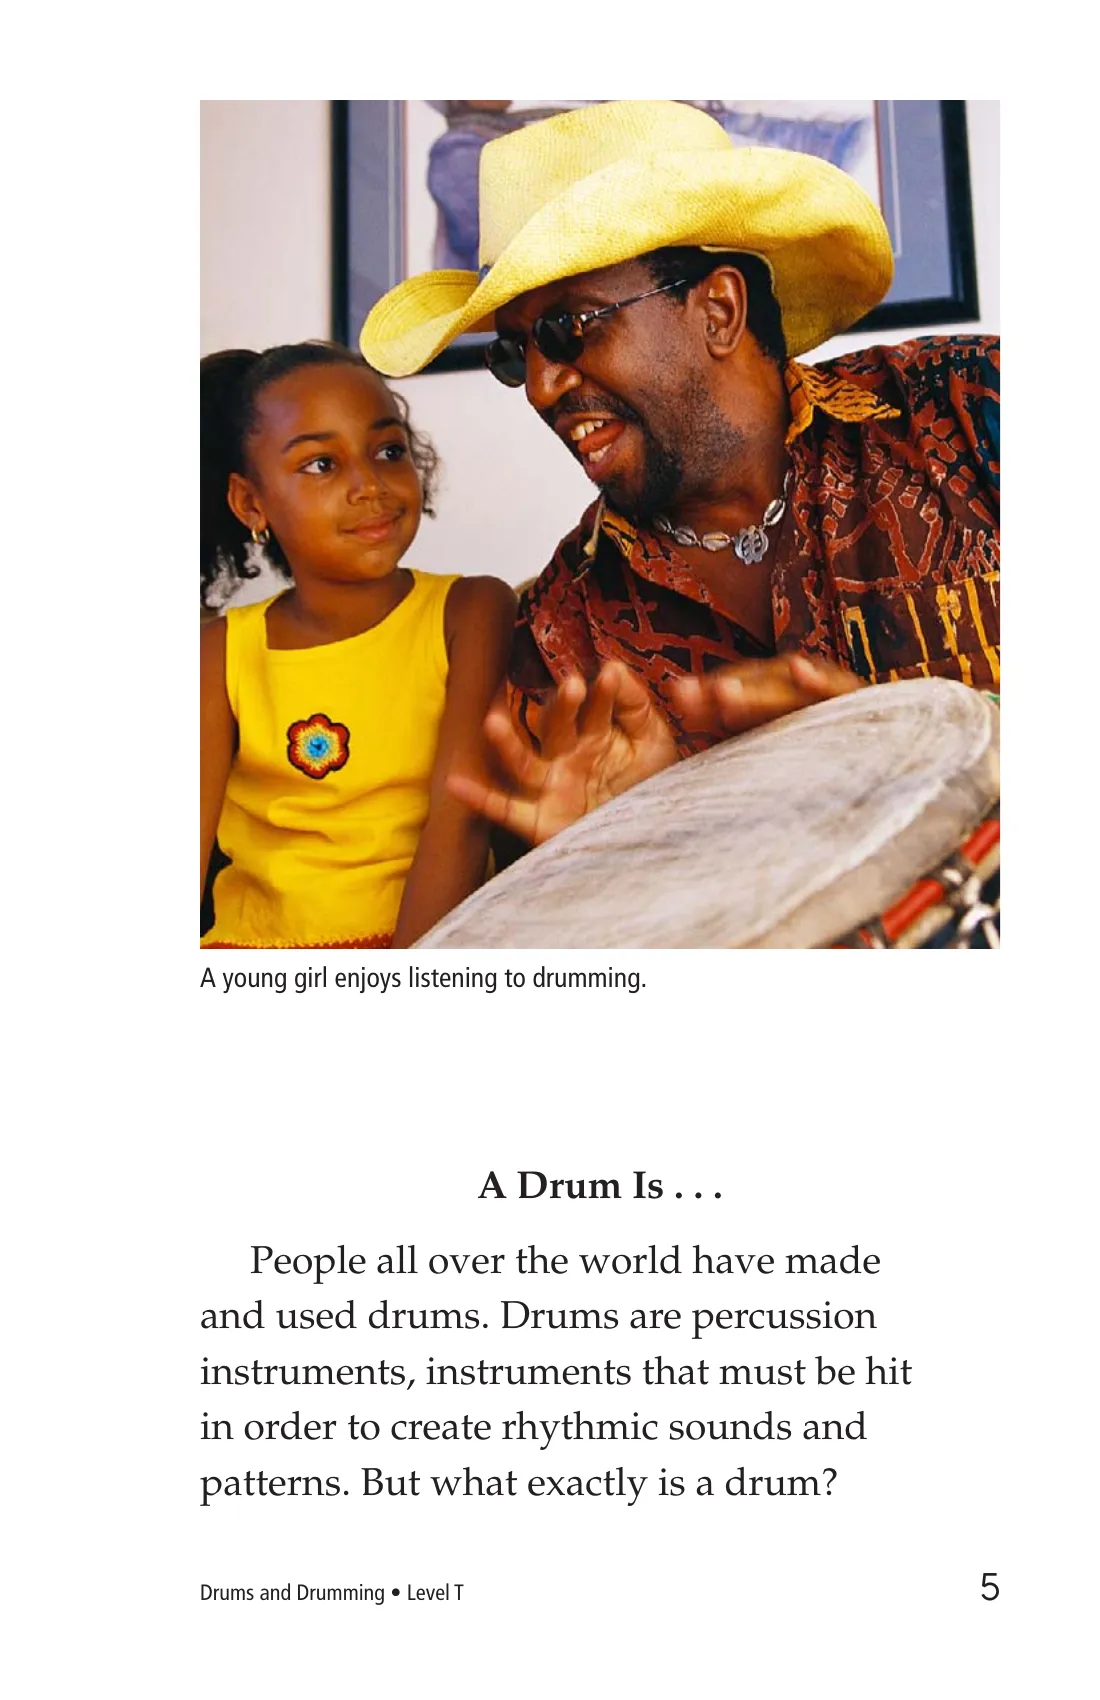 A young girl enjoys listening to drumming.
A Drum Is . . .
People all over the world have made
and used drums. Drums are percussion
instruments, instruments that must be hit
in order to create rhythmic sounds and
patterns. But what exactly is a drum?
Drums and Drumming • Level T
5